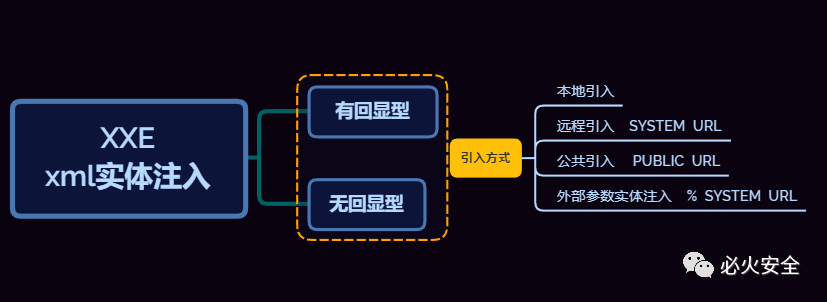 XXE
xml实体注入
有回显型
无回显型
引入方式
本地引入
远程引入 SYSTEM URL
公共引入 PUBLIC URL
外部参数实体注入 % SYSTEM URL
必火安全